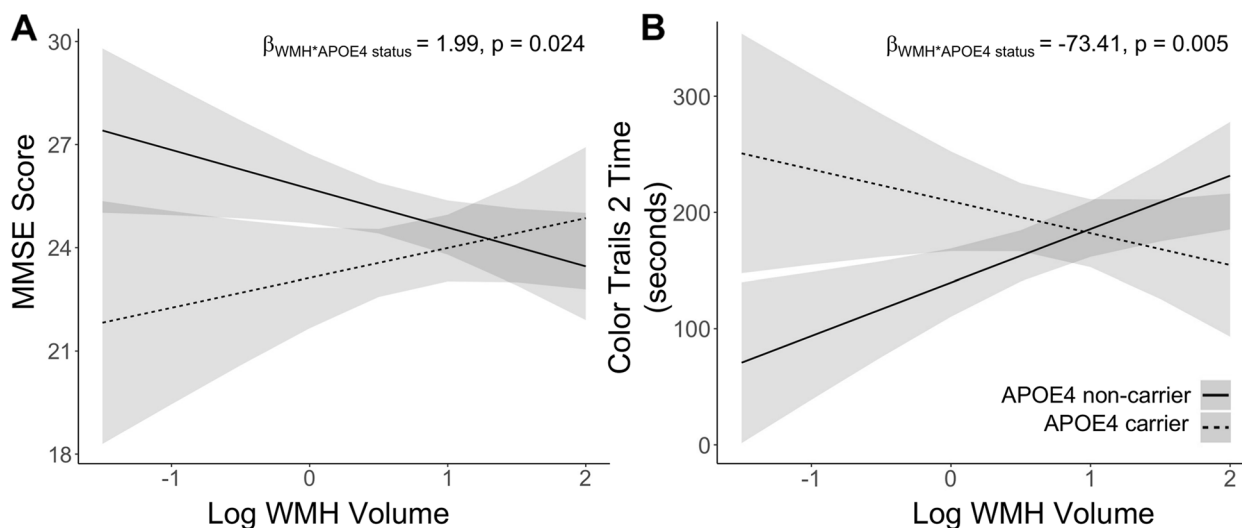 A
β WMH*APOE4 status = 1.99, p = 0.024
30
27
24
21
18
MMSE Score
-1
0
1
2
Log WMH Volume
B
β WMH*APOE4 status = -73.41, p = 0.005
300
200
100
0
Color Trails 2 Time
(seconds)
APOE4 non-carrier
APOE4 carrier
-1
0
1
2
Log WMH Volume